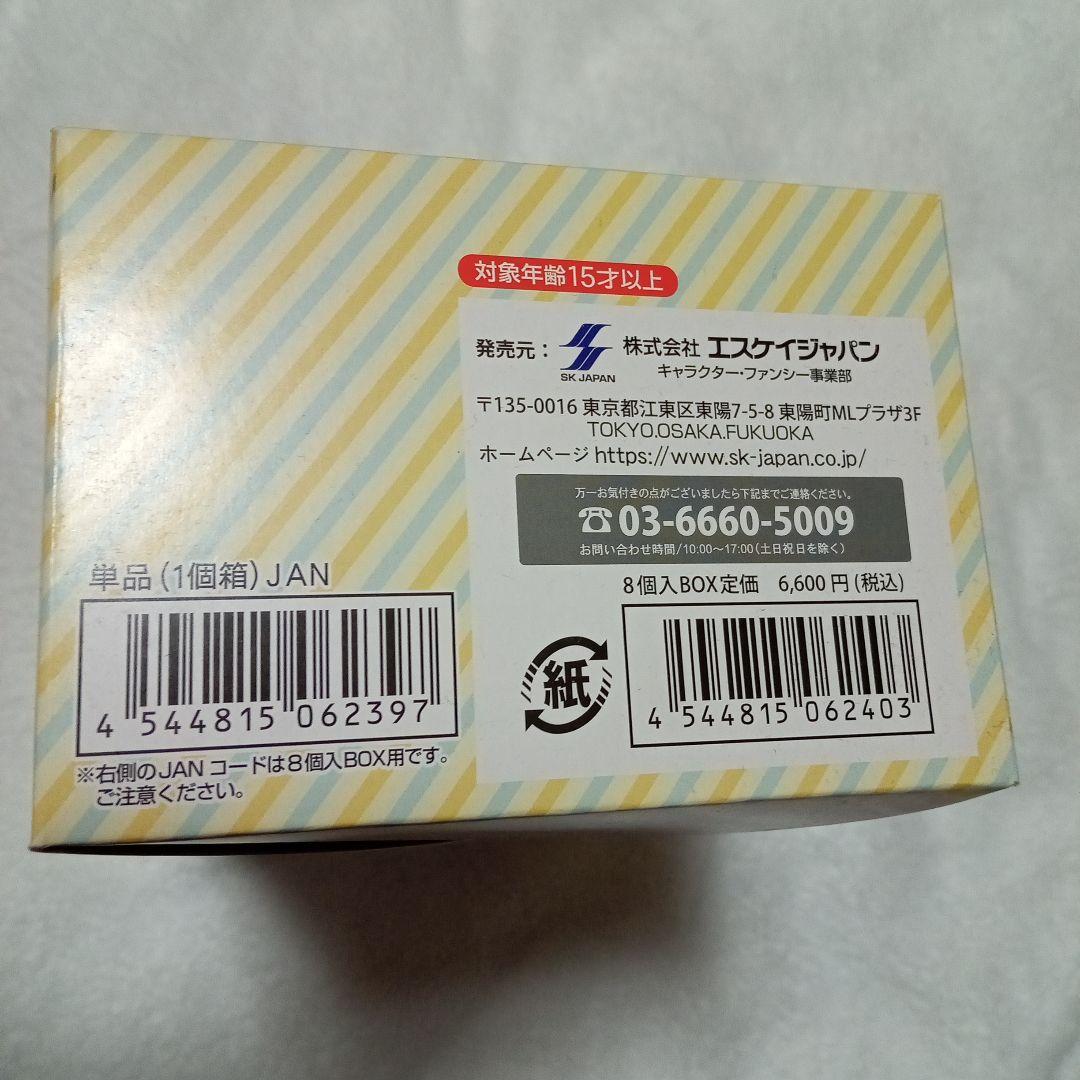 対象年齢15才以上
発売元： SK JAPAN 株式会社 エスケイジャパン
キャラクター・ファンシー事業部
〒135-0016 東京都江東区東陽7-5-8 東陽町MLプラザ3F
TOKYO.OSAKA.FUKUOKA
ホームページ https://www.sk-japan.co.jp/
万一お気付きの点がございましたら下記までご連絡ください。
☎03-6660-5009
お問い合わせ時間/10:00〜17:00(土日祝日を除く)
8個入BOX定価 6,600円(税込)
紙
4 544815 062403
単品(1個箱)JAN
4 544815 062397
※右側のJANコードは8個入BOX用です。
ご注意ください。